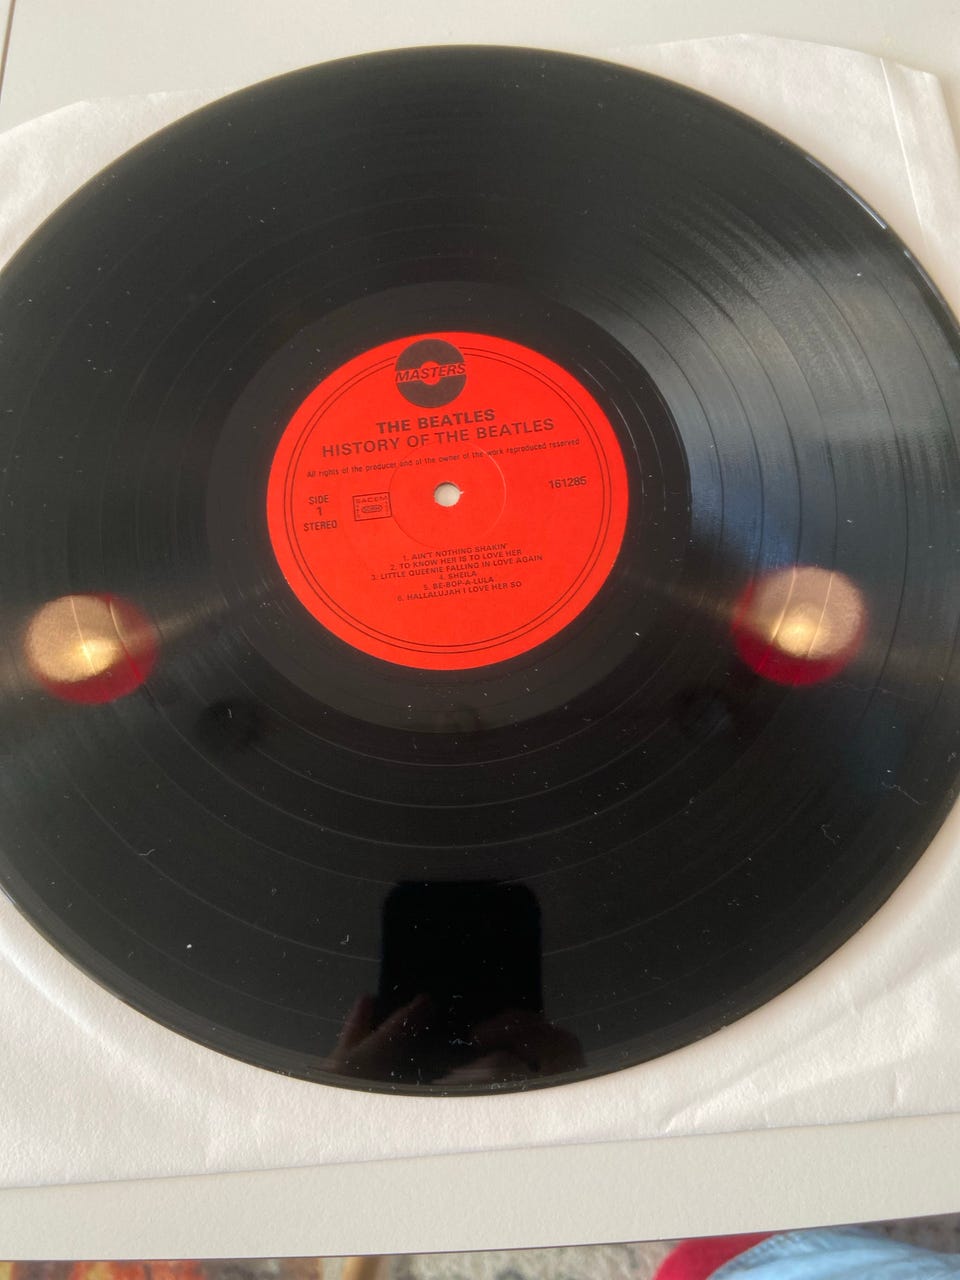 MASTERS
THE BEATLES
HISTORY OF THE BEATLES
All rights of the producer and of the owner of the work reproduced reserved
SIDE
1
STEREO
SACEM
161285
1. AIN'T NOTHING SHAKIN'
2. TO KNOW HER IS TO LOVE HER
3. LITTLE QUEENIE FALLING IN LOVE AGAIN
4. SHEILA
5. BE-BOP-A-LULA
6. HALLALUJAH I LOVE HER SO